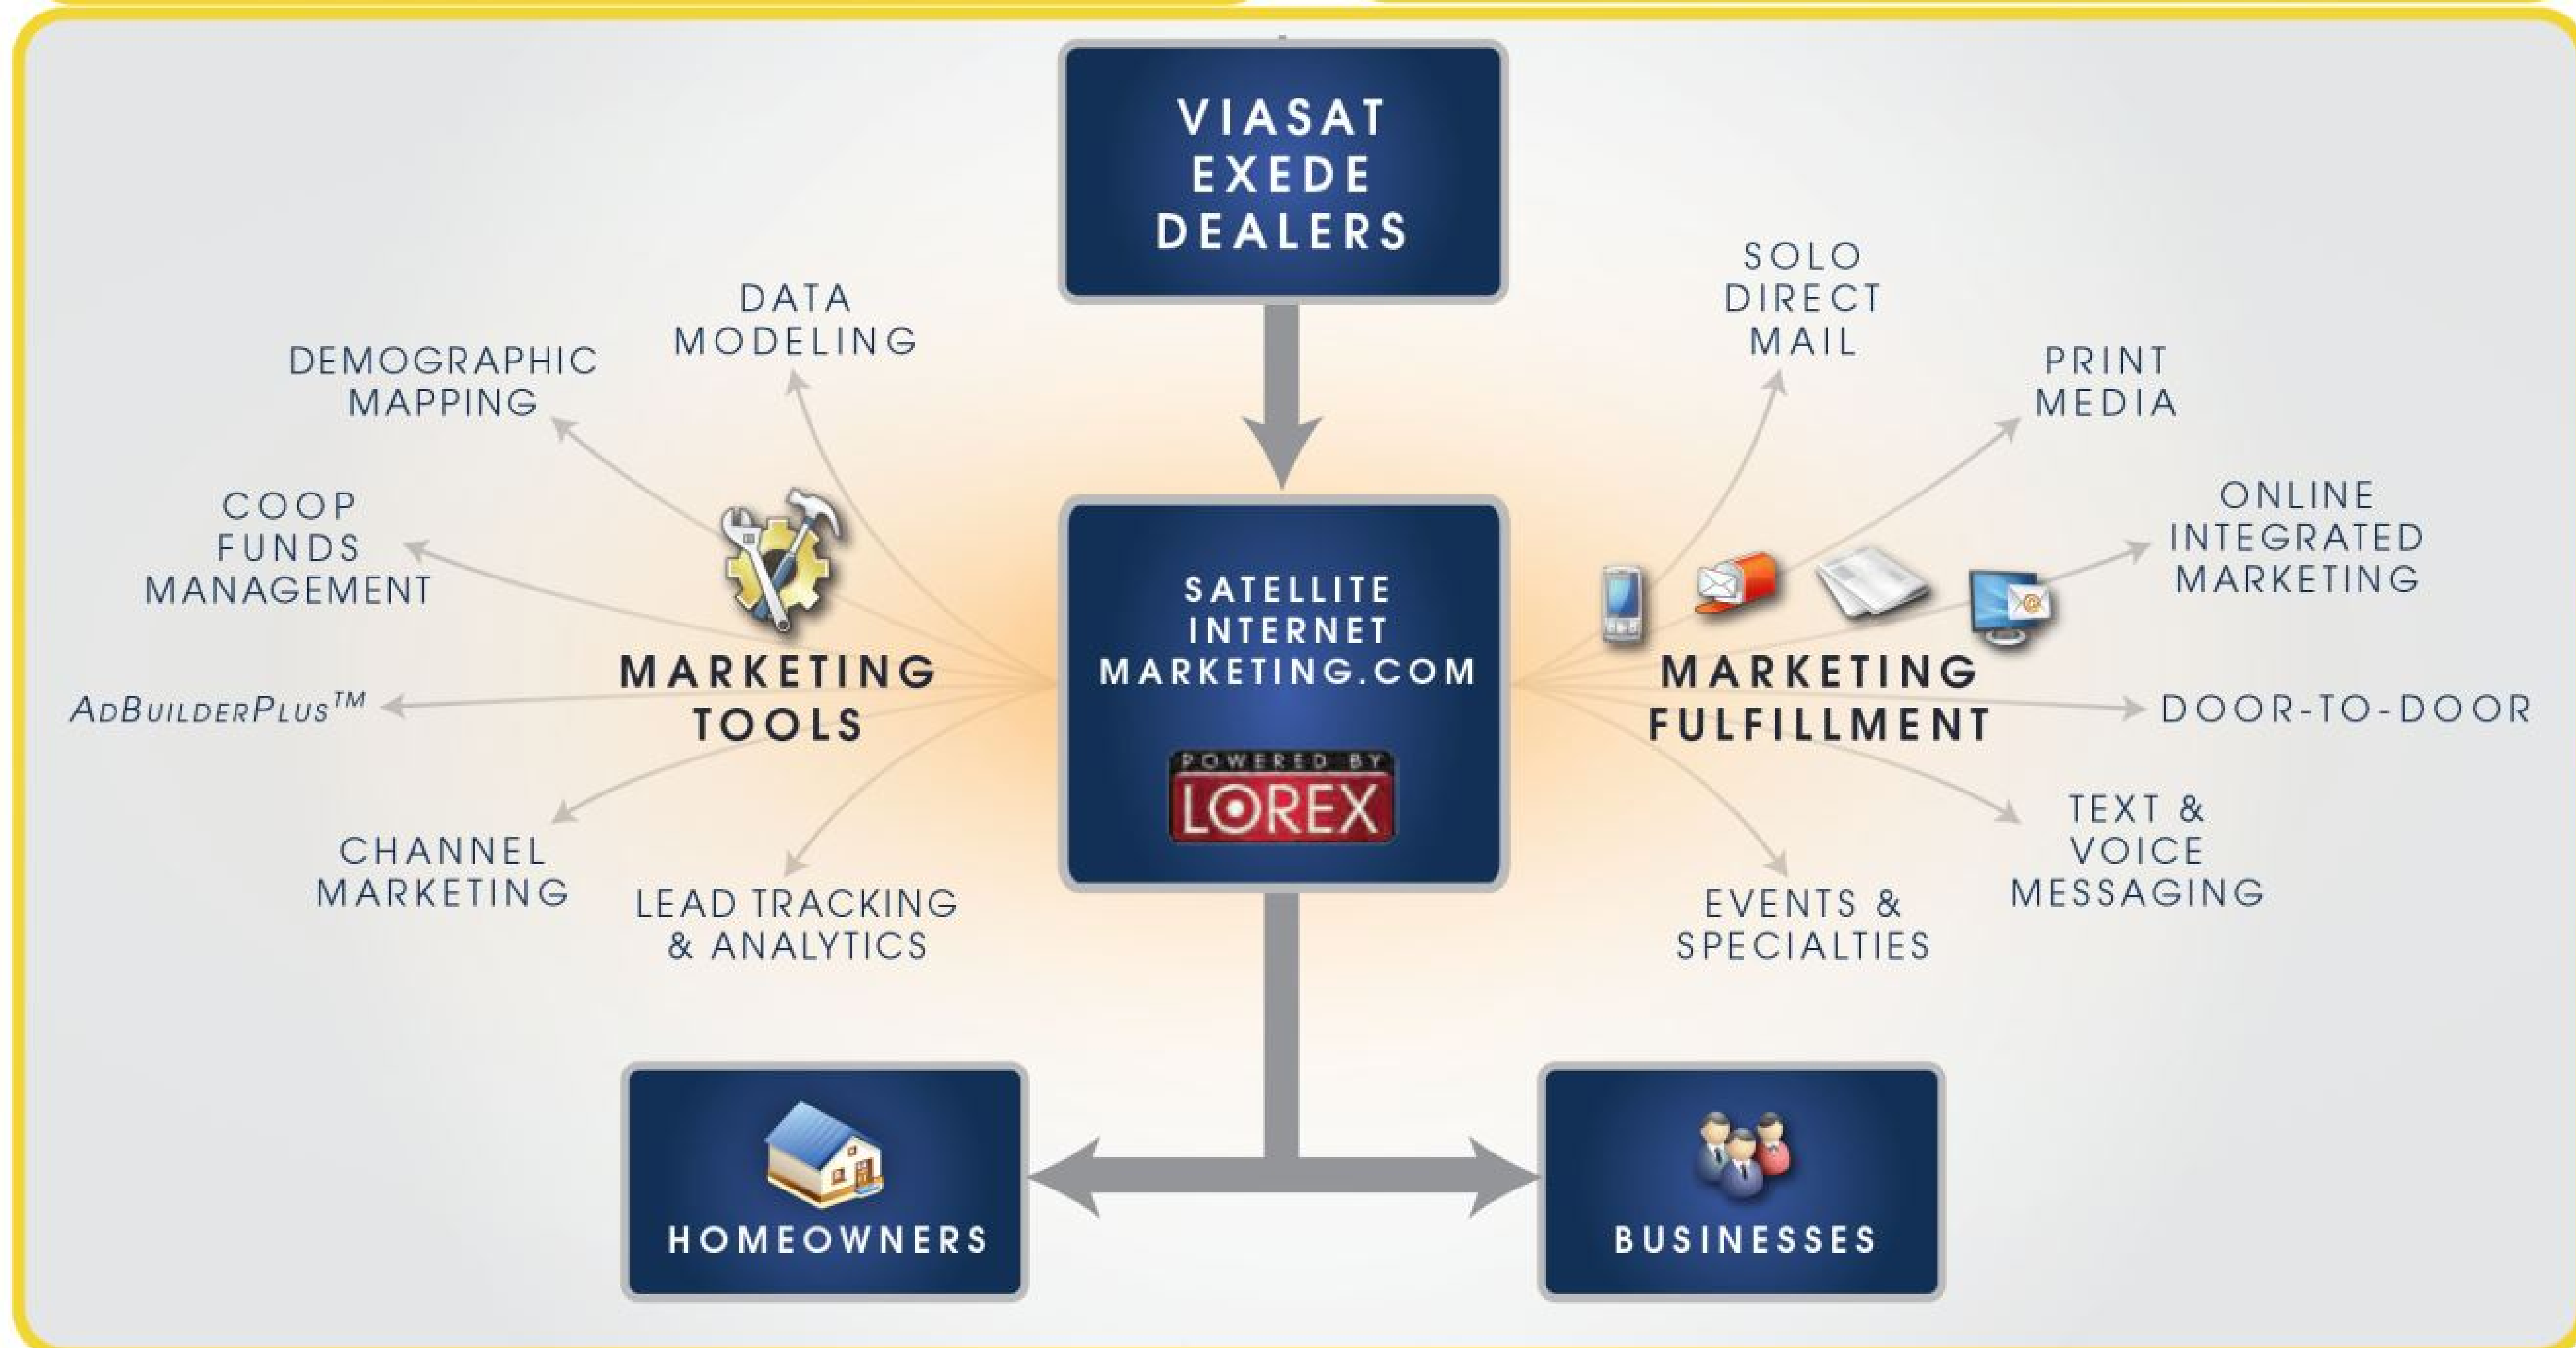 VIASAT
EXEDE
DEALERS
DATA
MODELING
DEMOGRAPHIC
MAPPING
COOP
FUNDS
MANAGEMENT
ADBUILDERPLUS™
CHANNEL
MARKETING
LEAD TRACKING
& ANALYTICS
MARKETING
TOOLS
SATELLITE
INTERNET
MARKETING.COM
POWERED BY
LOREX
MARKETING
FULFILLMENT
SOLO
DIRECT
MAIL
PRINT
MEDIA
ONLINE
INTEGRATED
MARKETING
DOOR-TO-DOOR
TEXT &
VOICE
MESSAGING
EVENTS &
SPECIALTIES
HOMEOWNERS
BUSINESSES